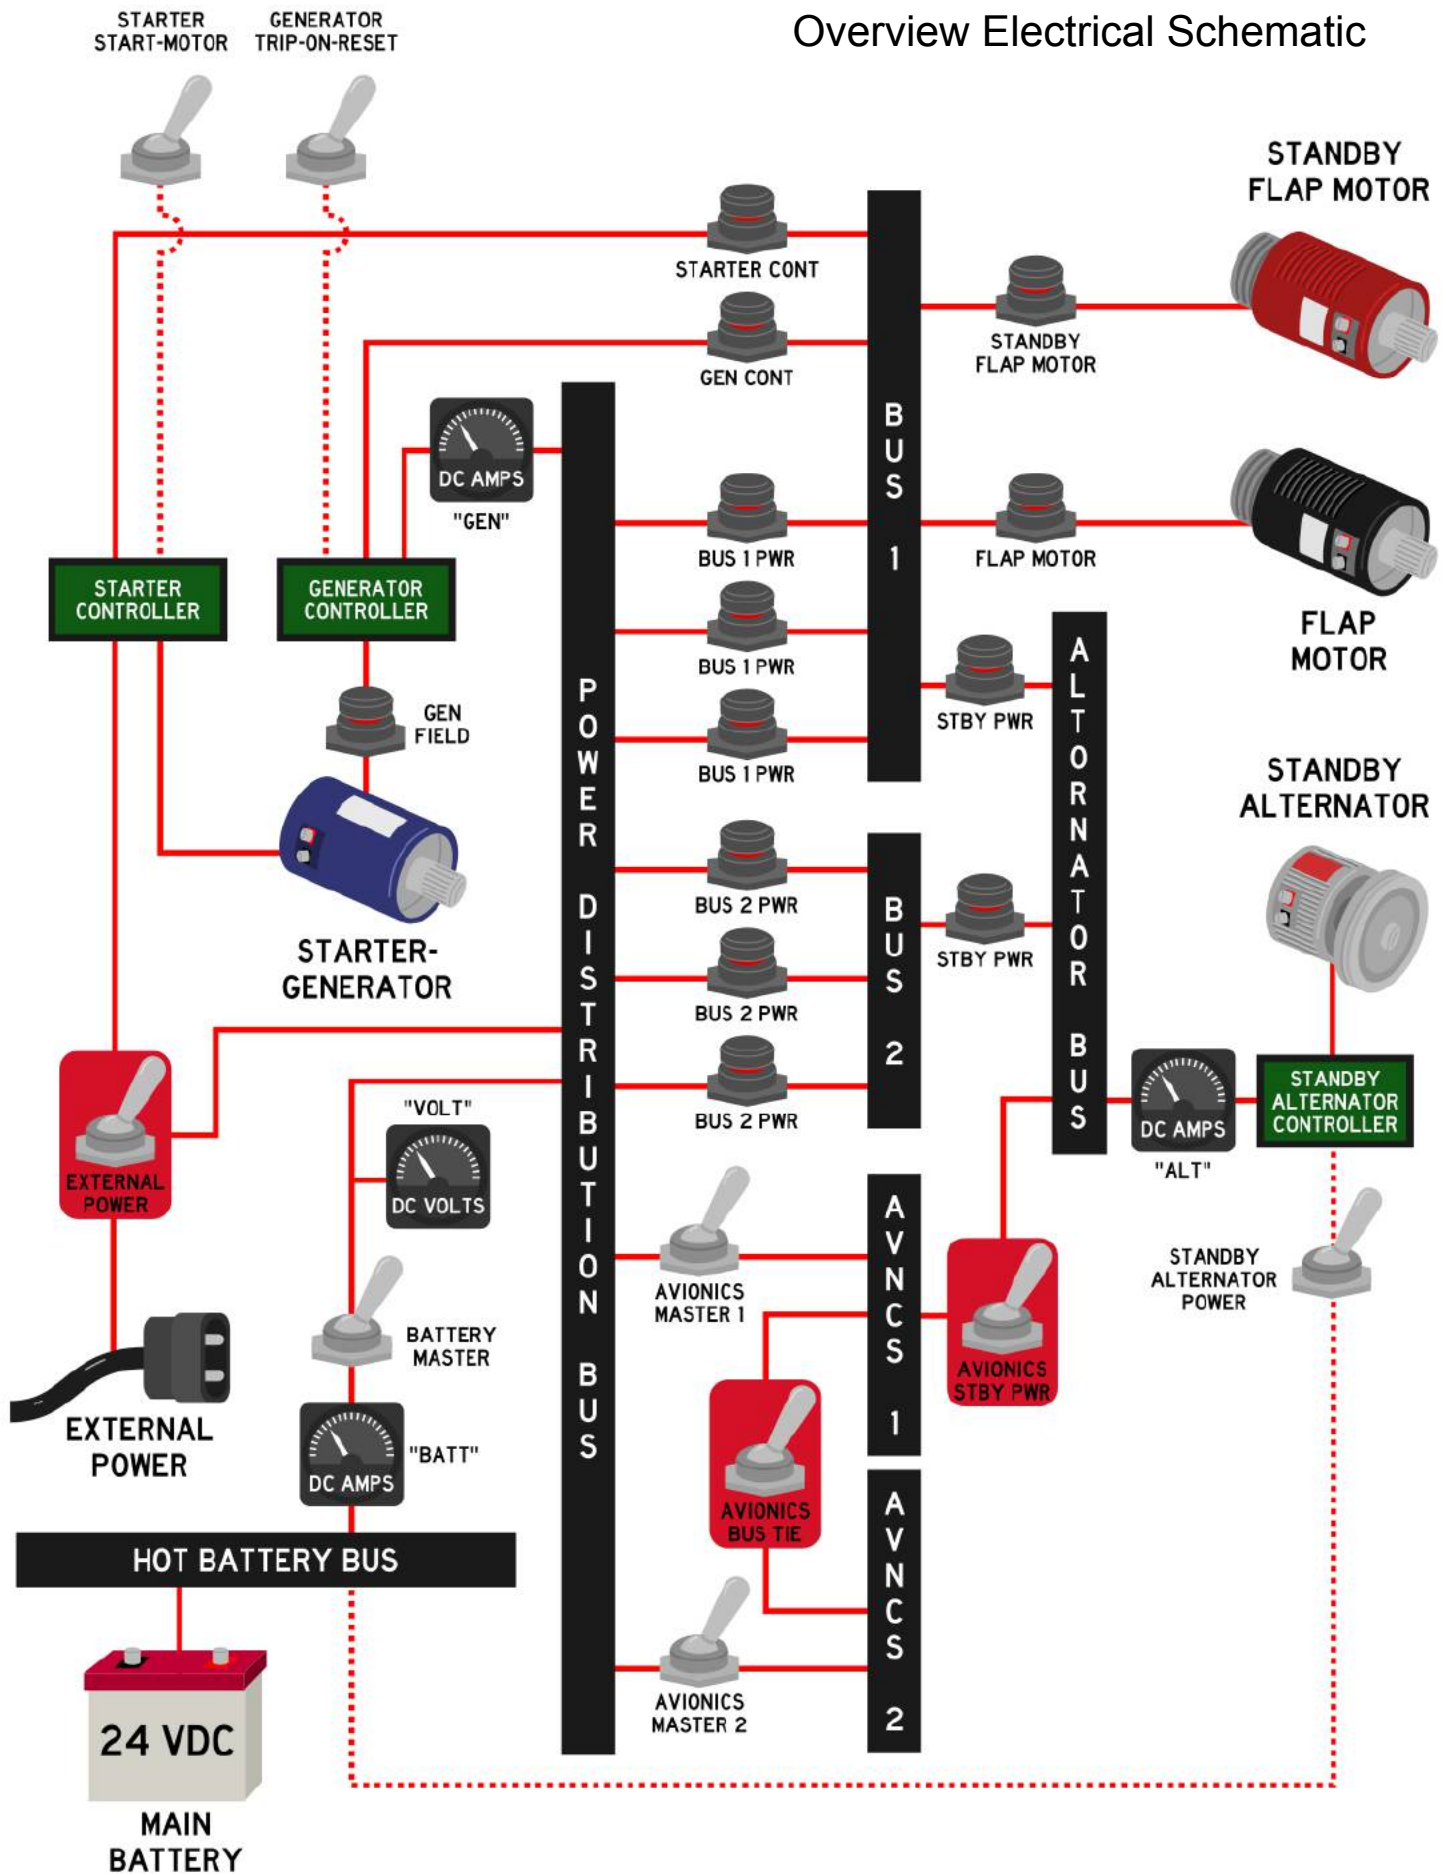 Overview Electrical Schematic
STARTER
START-MOTOR
GENERATOR
TRIP-ON-RESET
STANDBY
FLAP MOTOR
STARTER CONT
GEN CONT
STANDBY
FLAP MOTOR
DC AMPS
"GEN"
BUS 1
BUS 1 PWR
FLAP MOTOR
FLAP
MOTOR
STARTER
CONTROLLER
GENERATOR
CONTROLLER
BUS 1 PWR
BUS 1 PWR
STBY PWR
GEN
FIELD
POWER DISTRIBUTION BUS
ALTORNATOR BUS
STANDBY
ALTERNATOR
STARTER-
GENERATOR
BUS 2 PWR
BUS 2 PWR
BUS 2 PWR
BUS 2
STBY PWR
EXTERNAL
POWER
"VOLT"
DC VOLTS
DC AMPS
"ALT"
STANDBY
ALTERNATOR
CONTROLLER
STANDBY
ALTERNATOR
POWER
AVIONICS
MASTER 1
AVNCS 1
AVIONICS
STBY PWR
BATTERY
MASTER
EXTERNAL
POWER
DC AMPS
"BATT"
AVIONICS
BUS TIE
AVNCS 2
HOT BATTERY BUS
AVIONICS
MASTER 2
24 VDC
MAIN
BATTERY